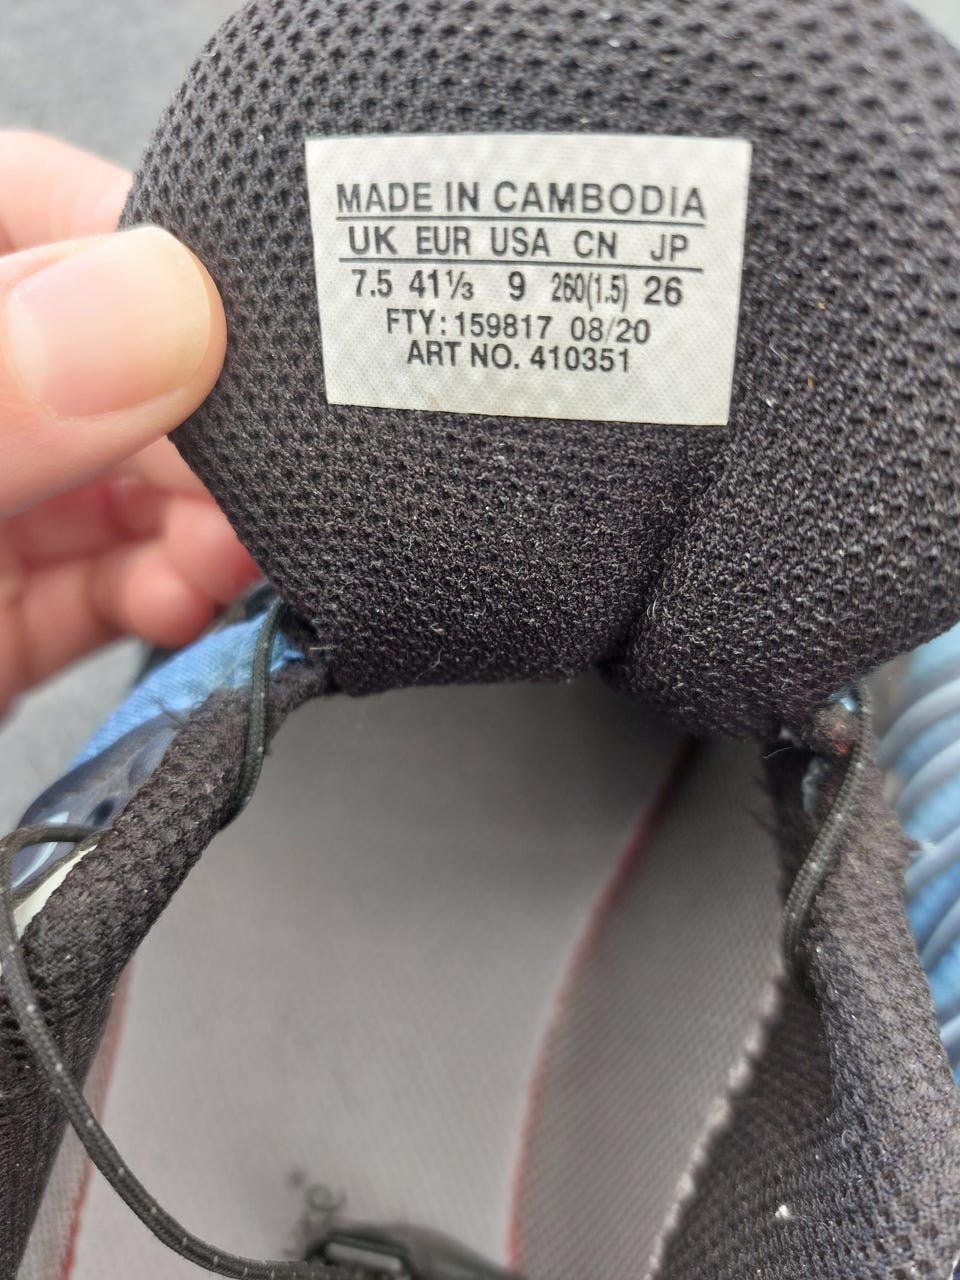 MADE IN CAMBODIA
UK EUR USA CN JP
7.5 41⅓ 9 260(1.5) 26
FTY: 159817 08/20
ART NO. 410351